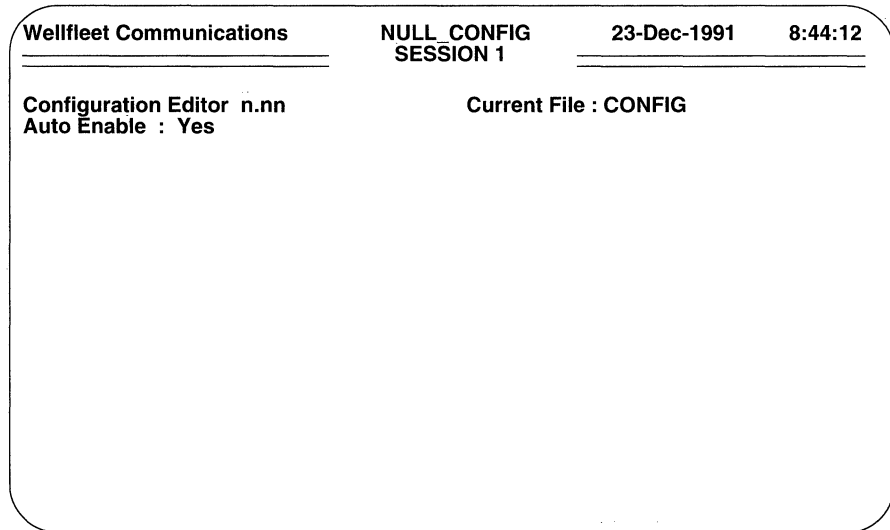 Wellfleet Communications NULL_CONFIG 23-Dec-1991 8:44:12
SESSION 1
Configuration Editor n.nn Current File : CONFIG
Auto Enable : Yes